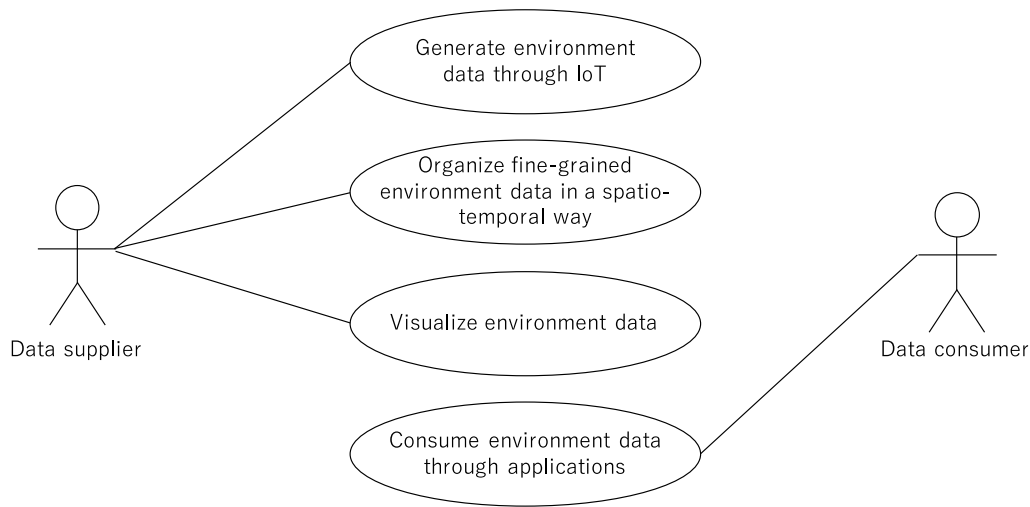 Generate environment
data through IoT
Organize fine-grained
environment data in a spatio-
temporal way
Visualize environment data
Data supplier
Data consumer
Consume environment data
through applications